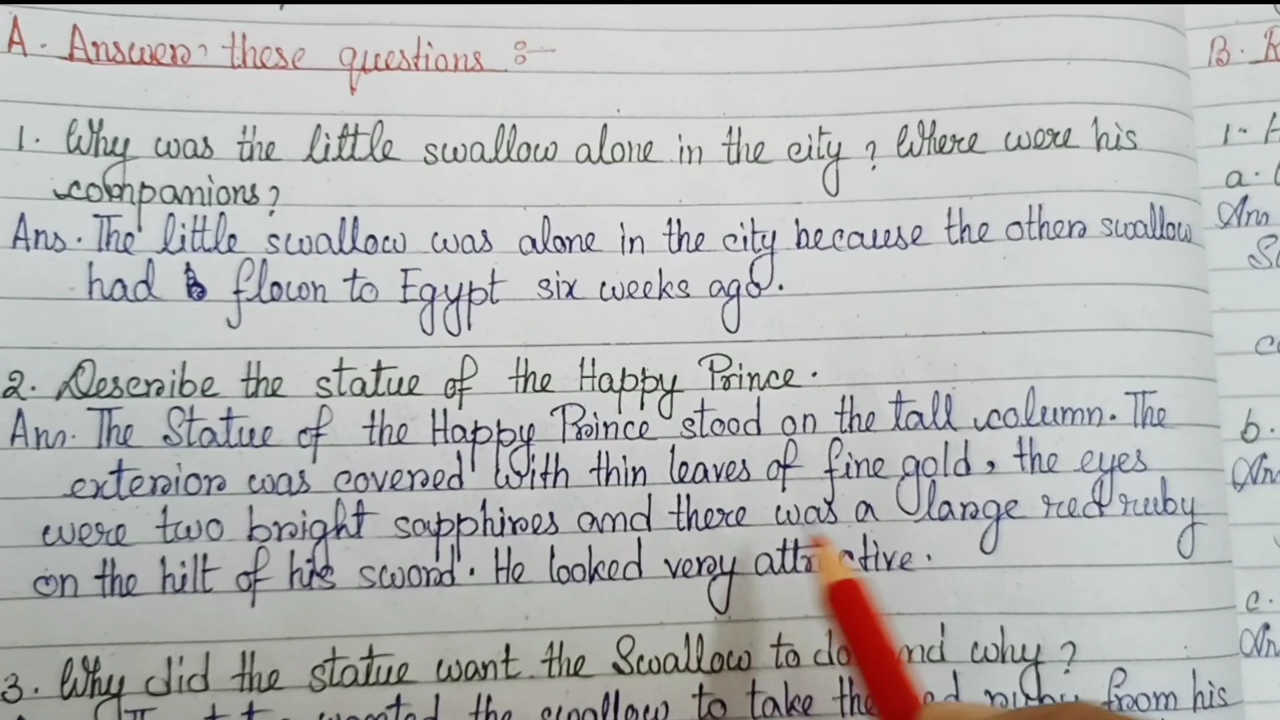 A. Answer these questions :-
1. Why was the little swallow alone in the city? Where were his
companions?
Ans. The little swallow was alone in the city because the other swallow
had flown to Egypt six weeks ago.
2. Describe the statue of the Happy Prince.
Ans. The Statue of the Happy Prince stood on the tall column. The
exterior was covered with thin leaves of fine gold, the eyes
were two bright sapphires and there was a large red ruby
on the hilt of his sword. He looked very attractive.
3. Why did the statue want the Swallow to do and why?
wanted the swallow to take the red ruby from his
B.
1.
a.
Ans
b.
Ans
c.
Ans